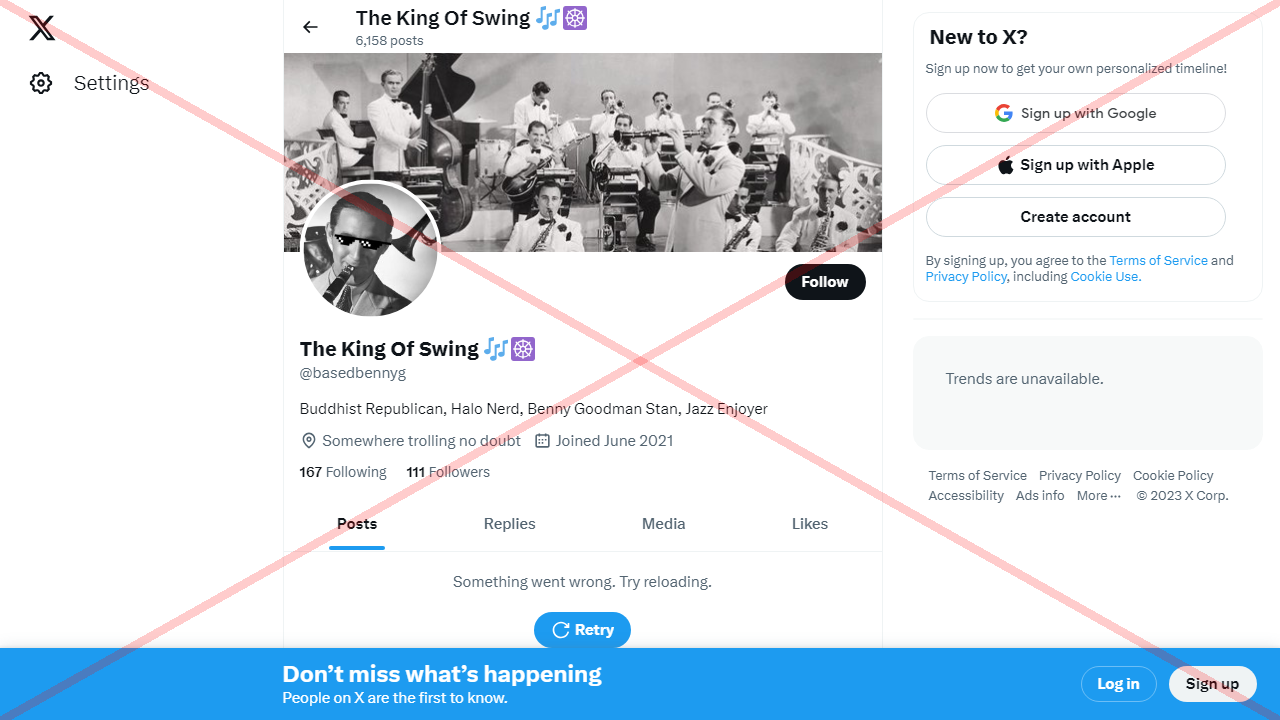 Settings
The King Of Swing 🎶☸️
6,158 posts
Follow
The King Of Swing 🎶☸️
@basedbennyg
Buddhist Republican, Halo Nerd, Benny Goodman Stan, Jazz Enjoyer
Somewhere trolling no doubt Joined June 2021
167 Following 111 Followers
Posts Replies Media Likes
Something went wrong. Try reloading.
Retry
New to X?
Sign up now to get your own personalized timeline!
Sign up with Google
Sign up with Apple
Create account
By signing up, you agree to the Terms of Service and
Privacy Policy, including Cookie Use.
Trends are unavailable.
Terms of Service Privacy Policy Cookie Policy
Accessibility Ads info More ··· © 2023 X Corp.
Don’t miss what’s happening
People on X are the first to know.
Log in Sign up